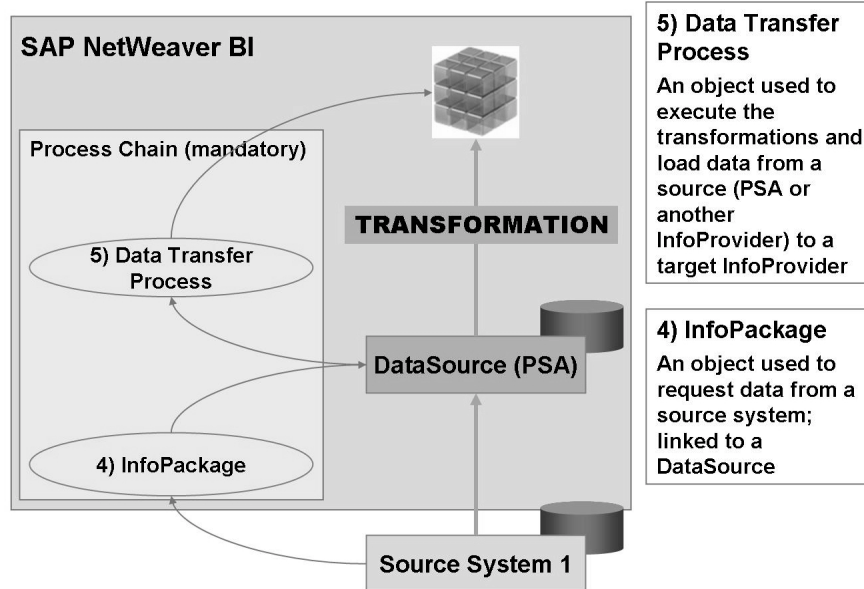 SAP NetWeaver BI
Process Chain (mandatory)
TRANSFORMATION
5) Data Transfer
Process
DataSource (PSA)
4) InfoPackage
Source System 1
5) Data Transfer
Process
An object used to
execute the
transformations and
load data from a
source (PSA or
another
InfoProvider) to a
target InfoProvider
4) InfoPackage
An object used to
request data from a
source system;
linked to a
DataSource